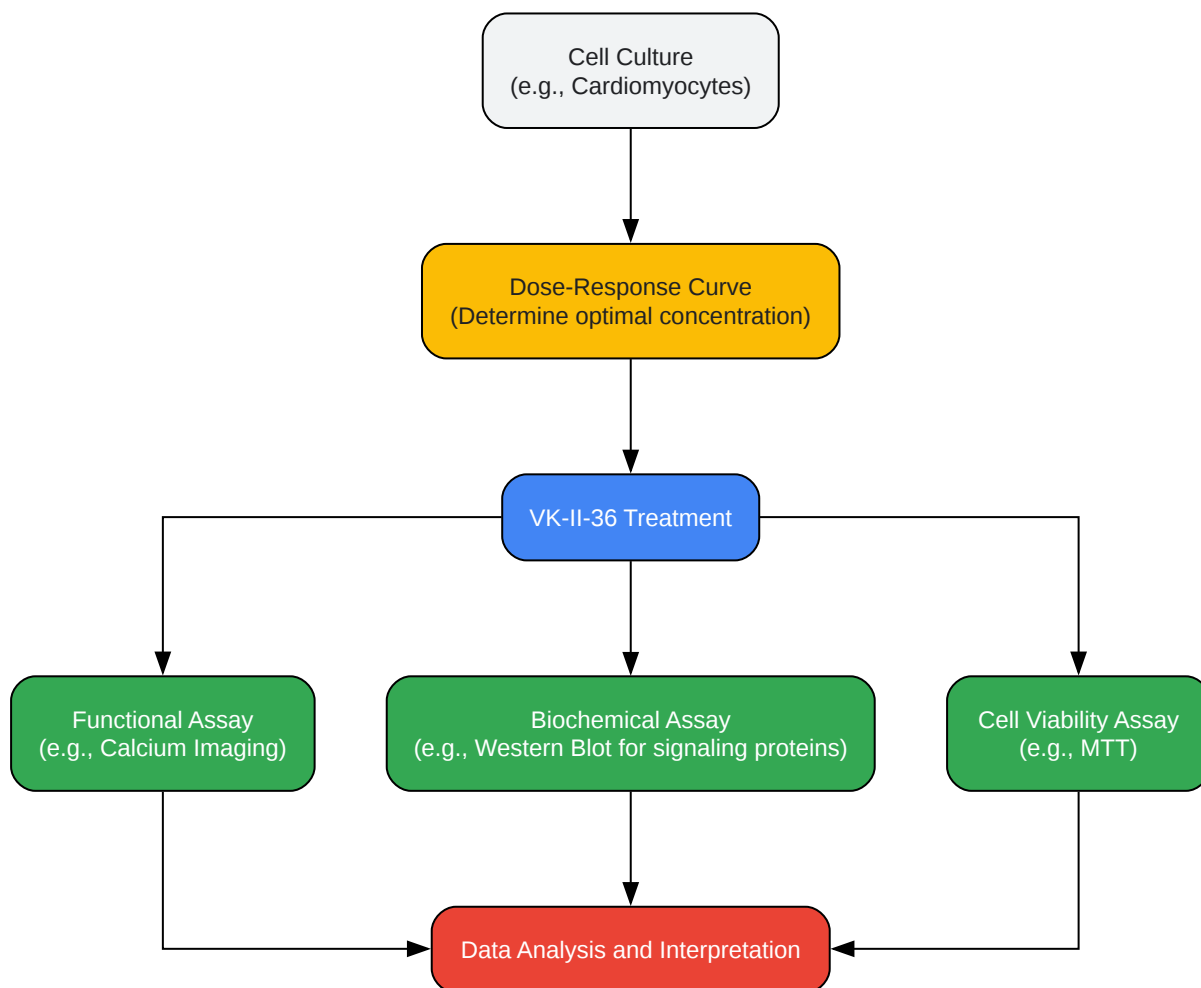 Cell Culture
(e.g., Cardiomyocytes)
Dose-Response Curve
(Determine optimal concentration)
VK-II-36 Treatment
Functional Assay
(e.g., Calcium Imaging)
Biochemical Assay
(e.g., Western Blot for signaling proteins)
Cell Viability Assay
(e.g., MTT)
Data Analysis and Interpretation